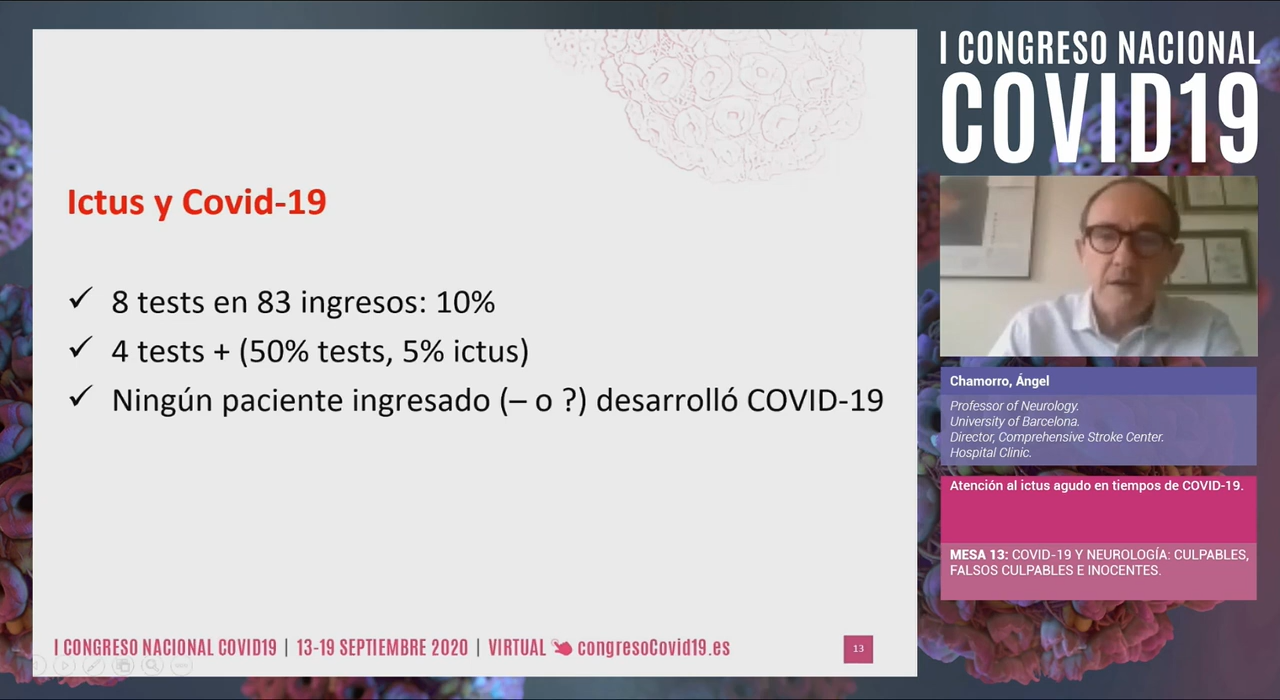 Ictus y Covid-19
✓ 8 tests en 83 ingresos: 10%
✓ 4 tests + (50% tests, 5% ictus)
✓ Ningún paciente ingresado (– o ?) desarrolló COVID-19
I CONGRESO NACIONAL COVID19 | 13-19 SEPTIEMBRE 2020 | VIRTUAL congresoCovid19.es
13
I CONGRESO NACIONAL
COVID19
Chamorro, Ángel
Professor of Neurology.
University of Barcelona.
Director, Comprehensive Stroke Center.
Hospital Clinic.
Atención al ictus agudo en tiempos de COVID-19.
MESA 13: COVID-19 Y NEUROLOGÍA: CULPABLES,
FALSOS CULPABLES E INOCENTES.